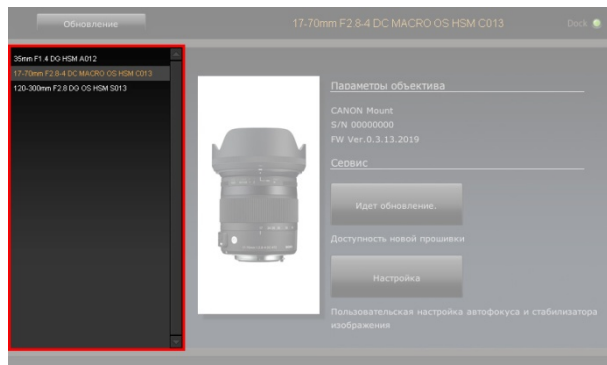 Обновление
17-70mm F2.8-4 DC MACRO OS HSM C013
Dock
35mm F1.4 DG HSM A012
17-70mm F2.8-4 DC MACRO OS HSM C013
120-300mm F2.8 DG OS HSM S013
Параметры объектива
CANON Mount
S/N 00000000
FW Ver.0.3.13.2019
Сервис
Идет обновление.
Доступность новой прошивки
Настройка
Пользовательская настройка автофокуса и стабилизатора
изображения